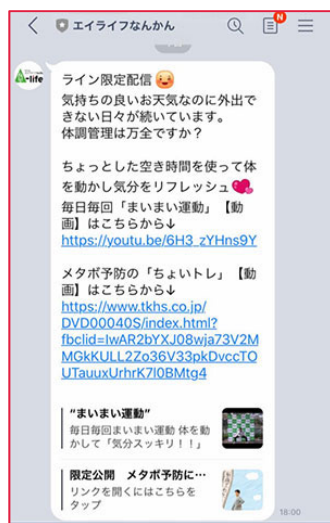 エイライフなんかん
N
A-life
ライン限定配信
気持ちの良いお天気なのに外出で
きない日々が続いています。
体調管理は万全ですか？
ちょっとした空き時間を使って体
を動かし気分をリフレッシュ
毎日毎回「まいまい運動」【動
画】はこちらから↓
https://youtu.be/6H3_zYHns9Y
メタボ予防の「ちょいトレ」【動
画】はこちらから↓
https://www.tkhs.co.jp/
DVD00040S/index.html?
fbclid=IwAR2bYXJ08wja73V2M
MGkKULL2Zo36V33pkDvccTO
UTauuxUrhrK7l0BMtg4
"まいまい運動"
毎日毎回まいまい運動 体を動
かして「気分スッキリ！！」
限定公開 メタボ予防に…
リンクを開くにはこちらを
タップ
18:00